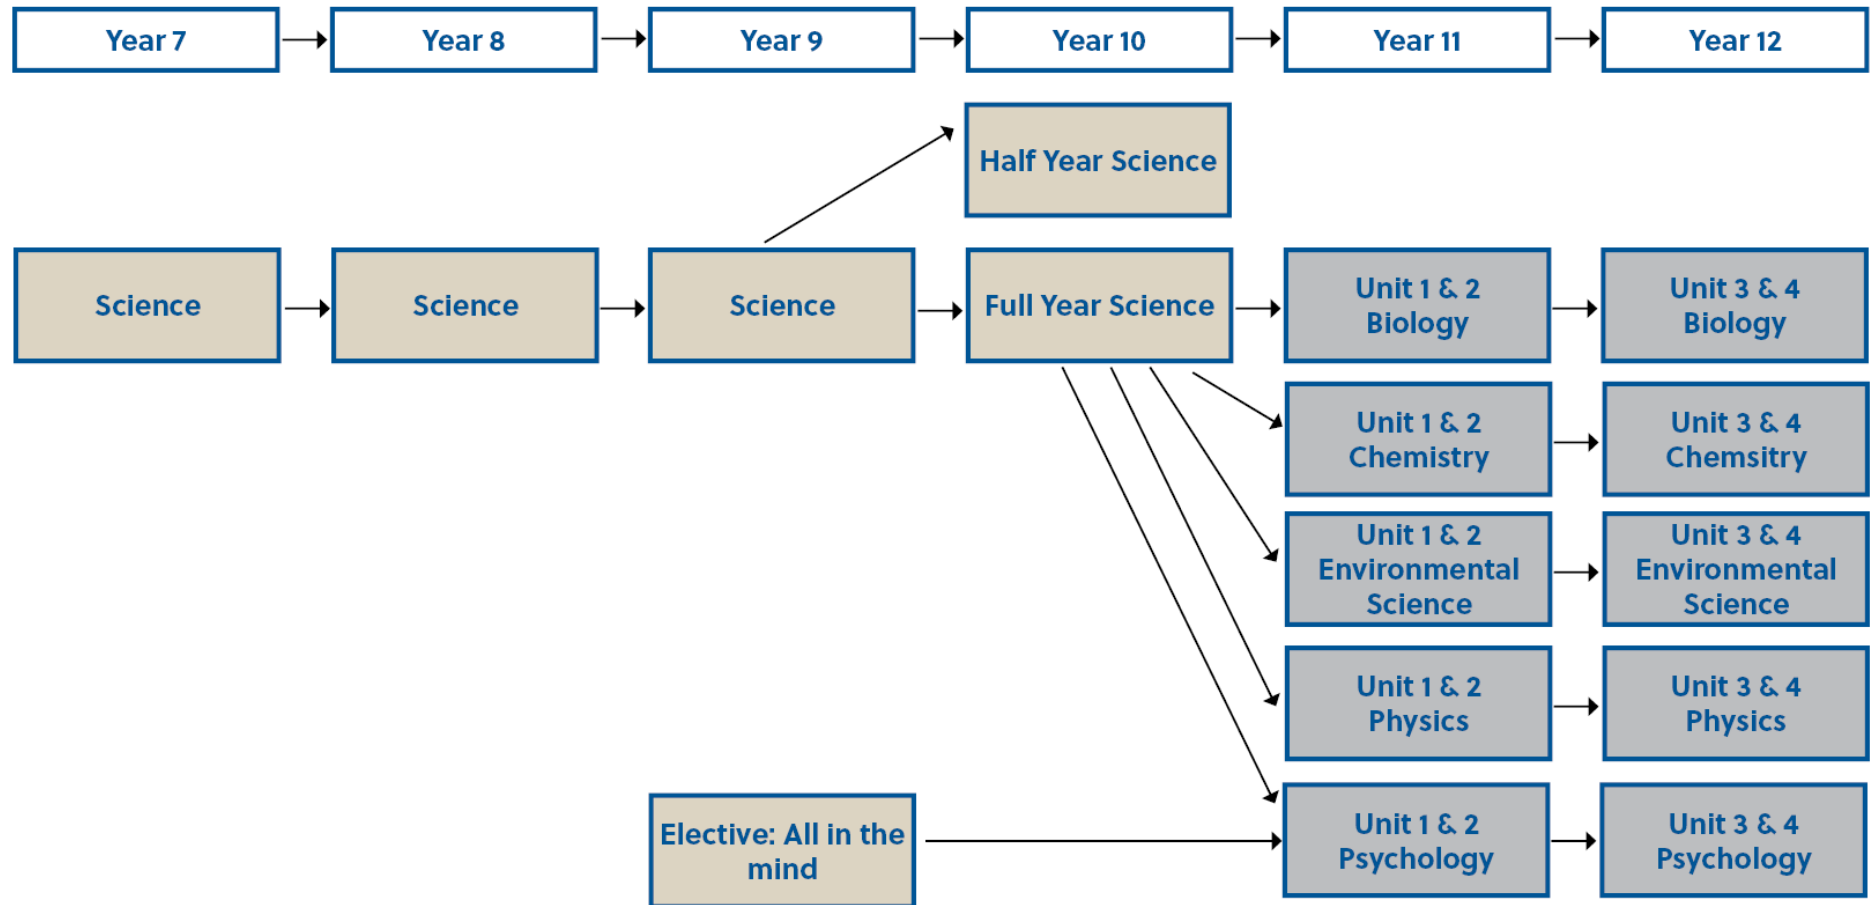 Year 7
Year 8
Year 9
Year 10
Year 11
Year 12
Half Year Science
Science
Science
Science
Full Year Science
Unit 1 & 2
Biology
Unit 3 & 4
Biology
Unit 1 & 2
Chemistry
Unit 3 & 4
Chemsitry
Unit 1 & 2
Environmental
Science
Unit 3 & 4
Environmental
Science
Unit 1 & 2
Physics
Unit 3 & 4
Physics
Elective: All in the
mind
Unit 1 & 2
Psychology
Unit 3 & 4
Psychology